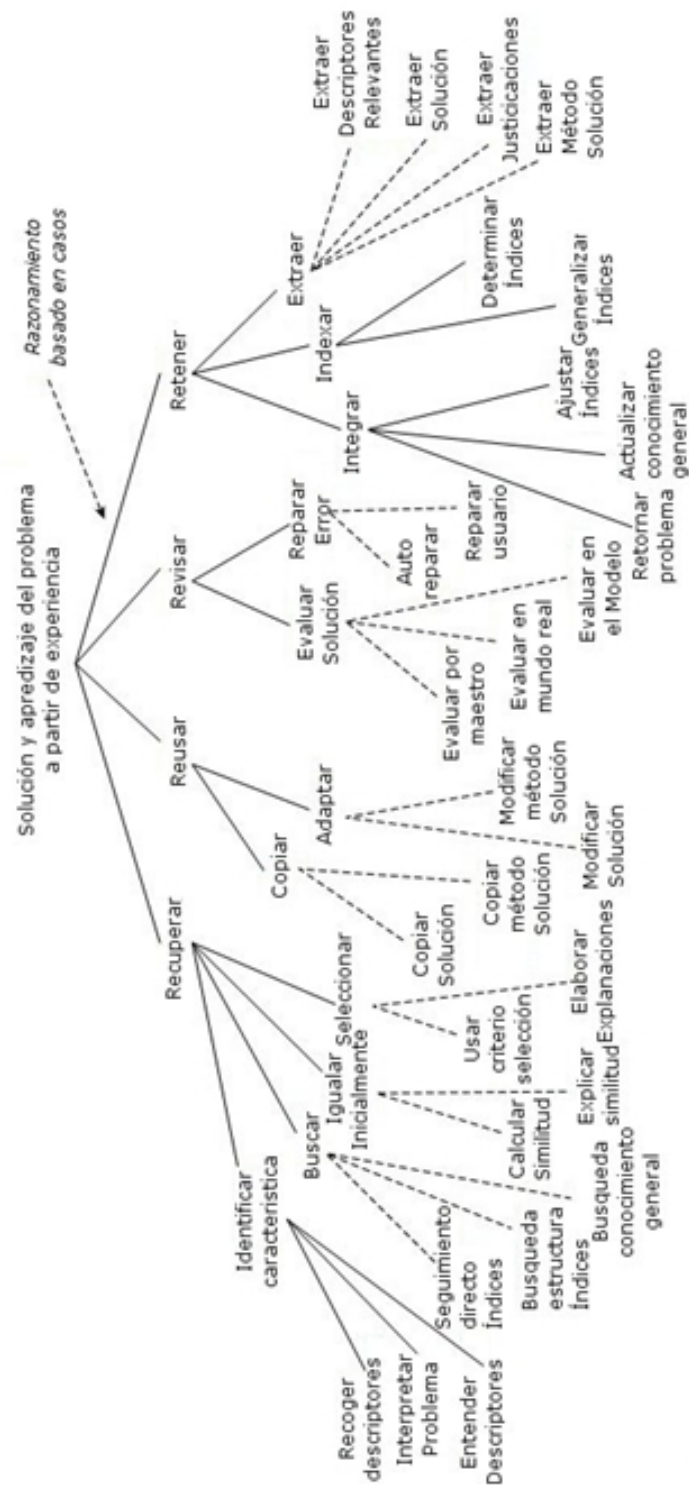 Solución y apredizaje del problema
a partir de experiencia
Razonamiento
basado en casos
Recuperar
Reusar
Revisar
Retener
Identificar
caracteristica
Buscar
Igualar
Inicialmente
Seleccionar
Copiar
Adaptar
Evaluar
Solución
Reparar
Error
Integrar
Indexar
Extraer
Recoger
descriptores
Interpretar
Problema
Entender
Descriptores
Seguimiento
directo
Índices
Busqueda
estructura
Índices
Busqueda
conocimiento
general
Calcular
Similitud
Explicar
similitud
Usar
criterio
selección
Elaborar
Explanaciones
Copiar
Solución
Copiar
método
Solución
Modificar
Solución
Modificar
método
Solución
Evaluar por
maestro
Evaluar en
mundo real
Evaluar en
el Modelo
Auto
reparar
Reparar
usuario
Retornar
problema
Actualizar
conocimiento
general
Ajustar
Índices
Generalizar
Índices
Determinar
Índices
Extraer
Descriptores
Relevantes
Extraer
Solución
Extraer
Justicicaciones
Extraer
Método
Solución